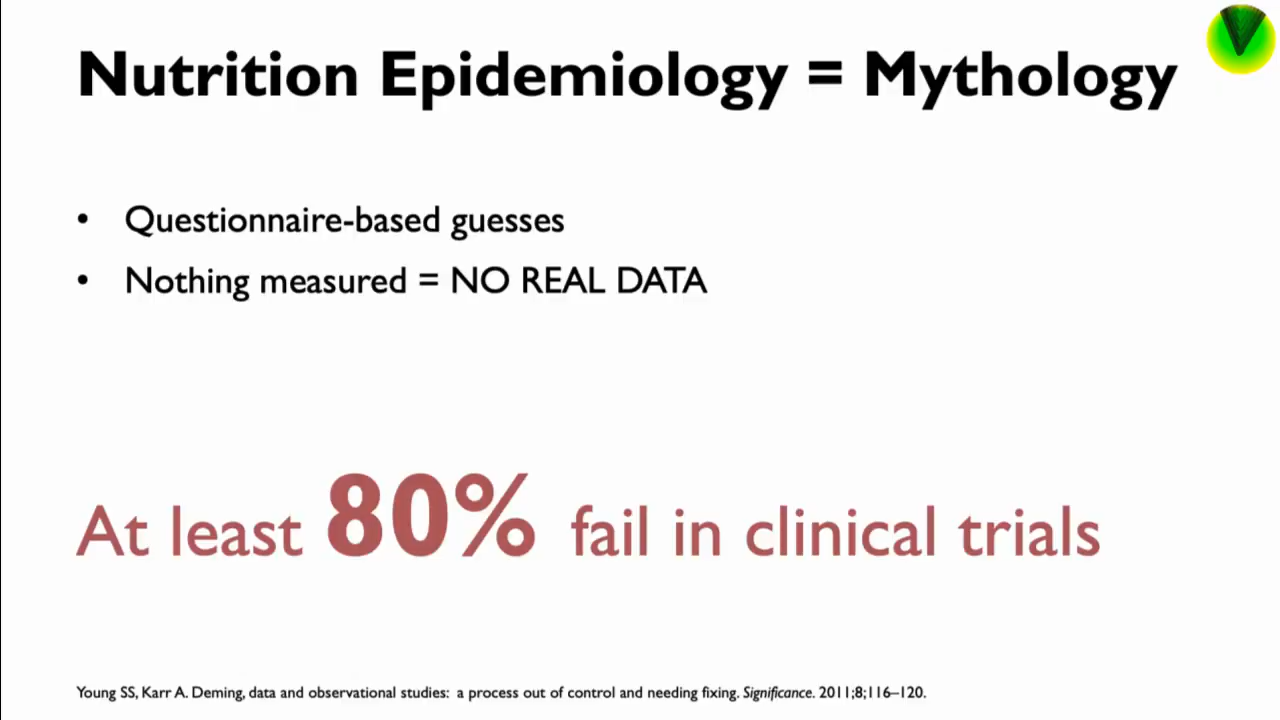 Nutrition Epidemiology = Mythology
• Questionnaire-based guesses
• Nothing measured = NO REAL DATA
At least 80% fail in clinical trials
Young SS, Karr A. Deming, data and observational studies: a process out of control and needing fixing. Significance. 2011;8;116–120.